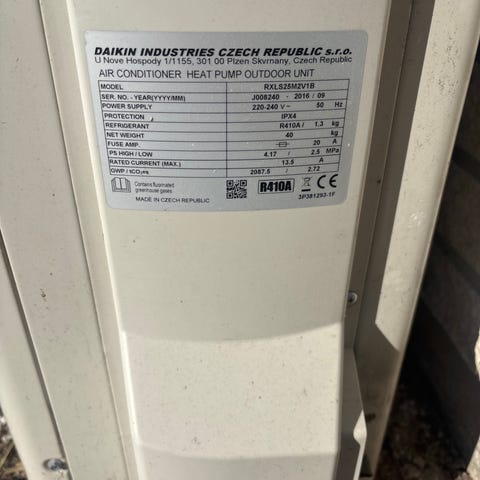 DAIKIN INDUSTRIES CZECH REPUBLIC s.r.o.
U Nove Hospody 1/1155, 301 00 Plzen Skvrnany, Czech Republic
AIR CONDITIONER HEAT PUMP OUTDOOR UNIT
MODEL RXLS25M2V1B
SER. NO. - YEAR(YYYY/MM) J008240 - 2016 / 09
POWER SUPPLY 220-240 V ~ 50 Hz
PROTECTION IPX4
REFRIGERANT R410A / 1.3 kg
NET WEIGHT 40 kg
FUSE AMP. 20 A
PS HIGH / LOW 4.17 / 2.5 MPa
RATED CURRENT (MAX.) 13.5 A
GWP / tCO₂eq 2087.5 / 2.72
Contains fluorinated
greenhouse gases
R410A
CE
MADE IN CZECH REPUBLIC
3P381293-1F